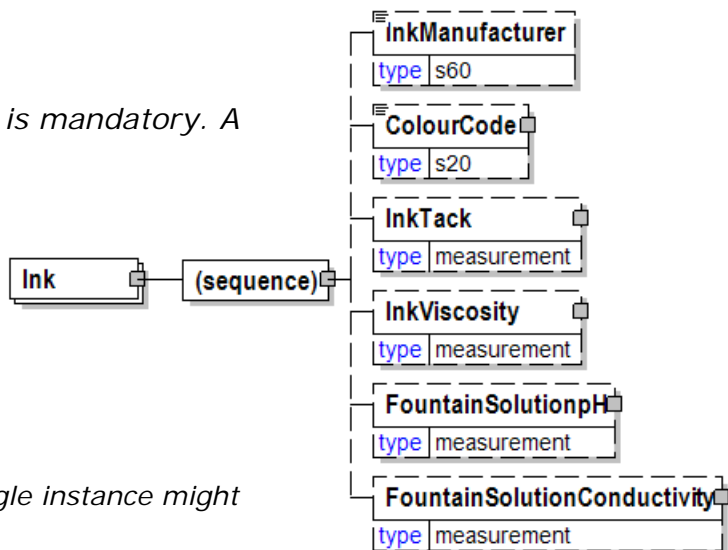 InkManufacturer
type s60
is mandatory. A
ColourCode
type s20
InkTack
type measurement
Ink
(sequence)
InkViscosity
type measurement
FountainSolutionpH
type measurement
gle instance might
FountainSolutionConductivity
type measurement